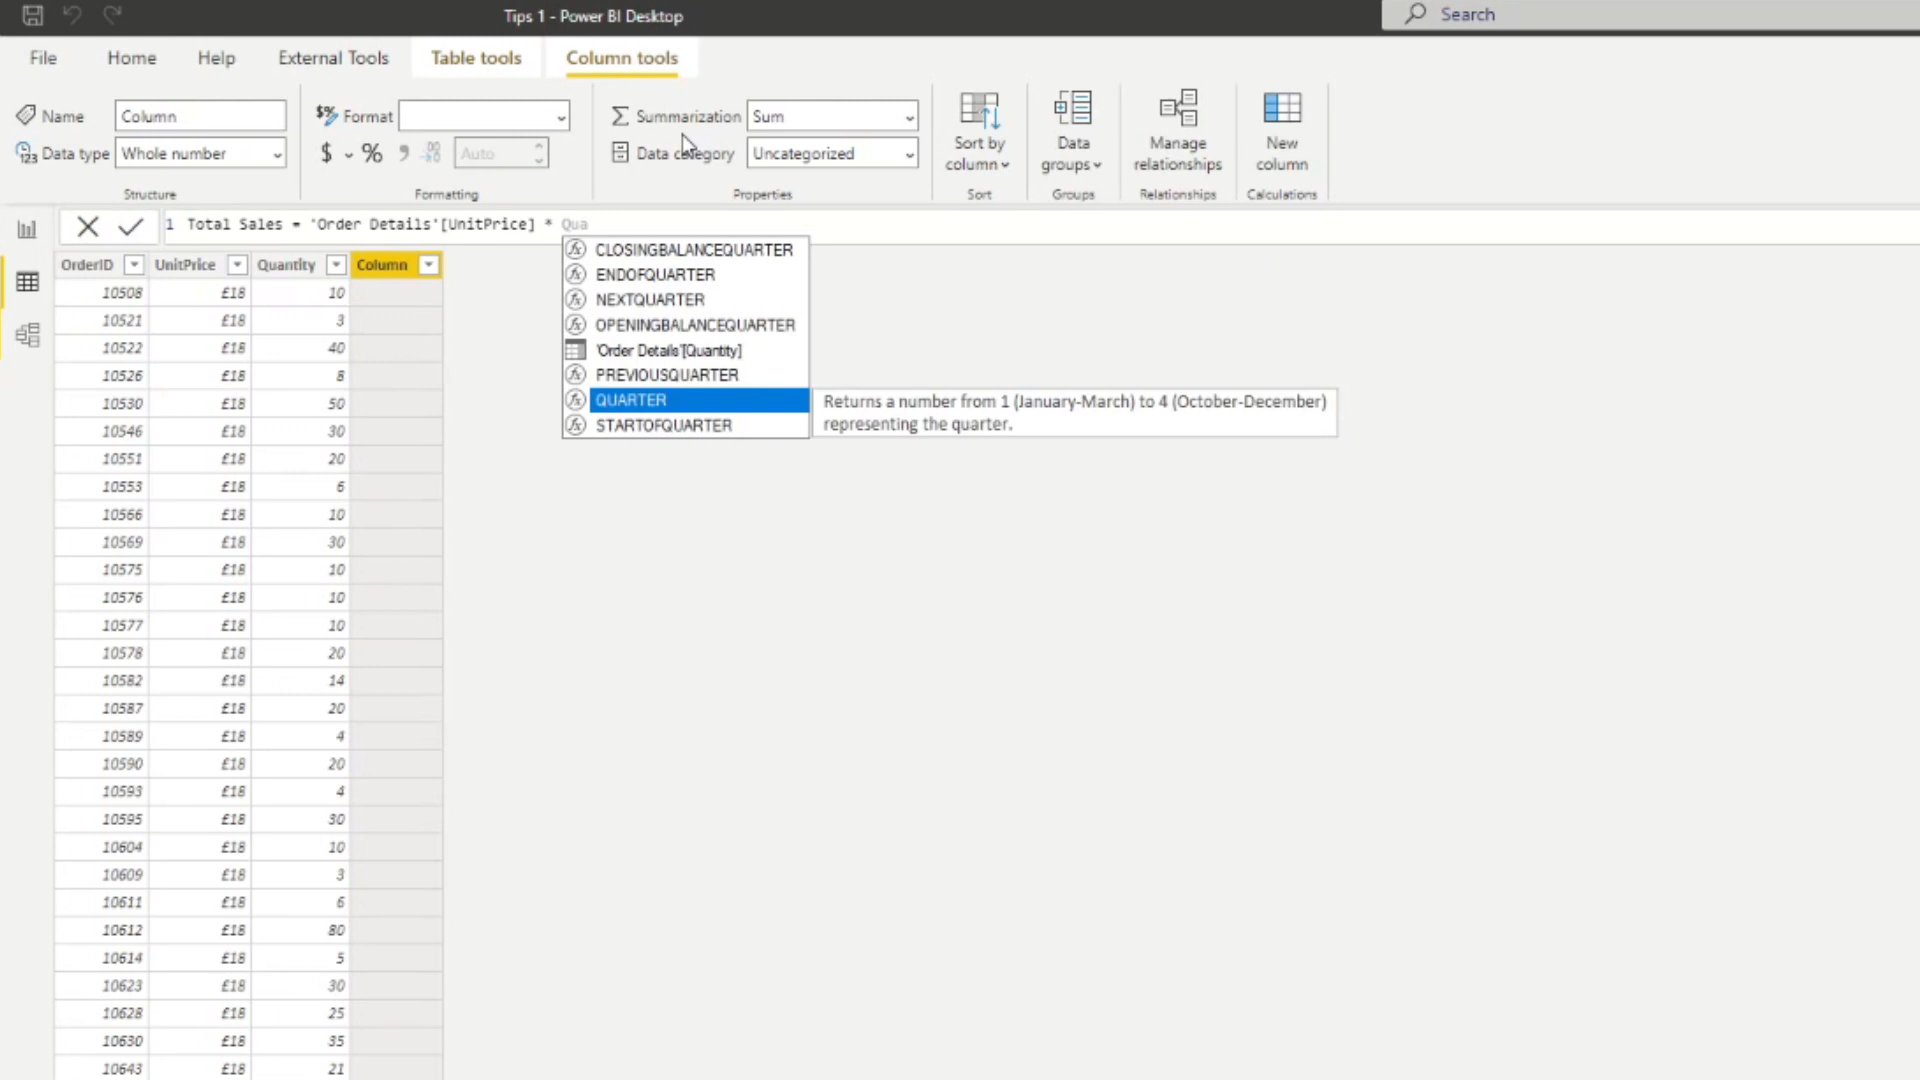 Tips 1 - Power BI Desktop
Search
File Home Help External Tools Table tools Column tools
Name Column
Data type Whole number
Structure
Format
$ % 9 .00 Auto
Formatting
Summarization Sum
Data category Uncategorized
Properties
Sort by
column
Sort
Data
groups
Groups
Manage
relationships
Relationships
New
column
Calculations
1 Total Sales = 'Order Details'[UnitPrice] * Qua
CLOSINGBALANCEQUARTER
ENDOFQUARTER
NEXTQUARTER
OPENINGBALANCEQUARTER
'Order Details'[Quantity]
PREVIOUSQUARTER
QUARTER
STARTOFQUARTER
Returns a number from 1 (January-March) to 4 (October-December)
representing the quarter.
OrderID UnitPrice Quantity Column
10508 £18 10
10521 £18 3
10522 £18 40
10526 £18 8
10530 £18 50
10546 £18 30
10551 £18 20
10553 £18 6
10566 £18 10
10569 £18 30
10575 £18 10
10576 £18 10
10577 £18 10
10578 £18 20
10582 £18 14
10587 £18 20
10589 £18 4
10590 £18 20
10593 £18 4
10595 £18 30
10604 £18 10
10609 £18 3
10611 £18 6
10612 £18 80
10614 £18 5
10623 £18 30
10628 £18 25
10630 £18 35
10643 £18 21